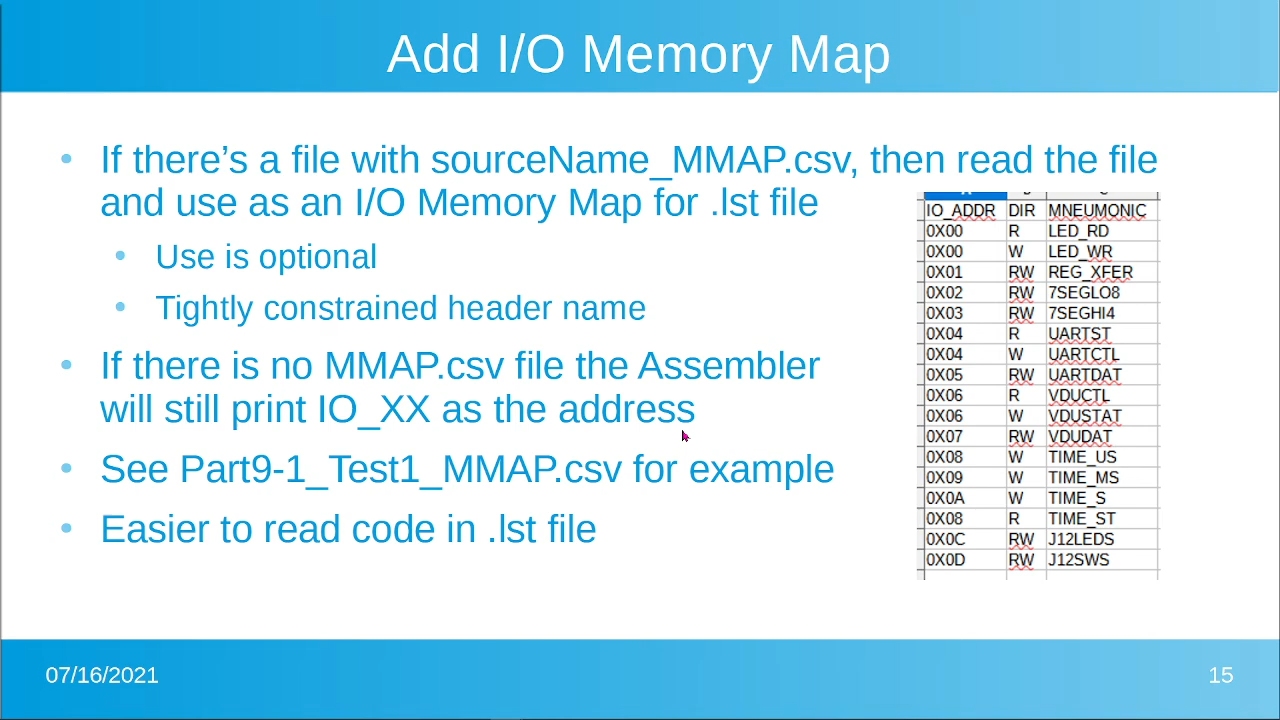 Add I/O Memory Map
• If there’s a file with sourceName_MMAP.csv, then read the file
and use as an I/O Memory Map for .lst file
• Use is optional
• Tightly constrained header name
• If there is no MMAP.csv file the Assembler
will still print IO_XX as the address
• See Part9-1_Test1_MMAP.csv for example
• Easier to read code in .lst file
IO_ADDR DIR MNEUMONIC
0X00 R LED_RD
0X00 W LED_WR
0X01 RW REG_XFER
0X02 RW 7SEGLO8
0X03 RW 7SEGHI4
0X04 R UARTST
0X04 W UARTCTL
0X05 RW UARTDAT
0X06 R VDUCTL
0X06 W VDUSTAT
0X07 RW VDUDAT
0X08 W TIME_US
0X09 W TIME_MS
0X0A W TIME_S
0X08 R TIME_ST
0X0C RW J12LEDS
0X0D RW J12SWS
07/16/2021
15